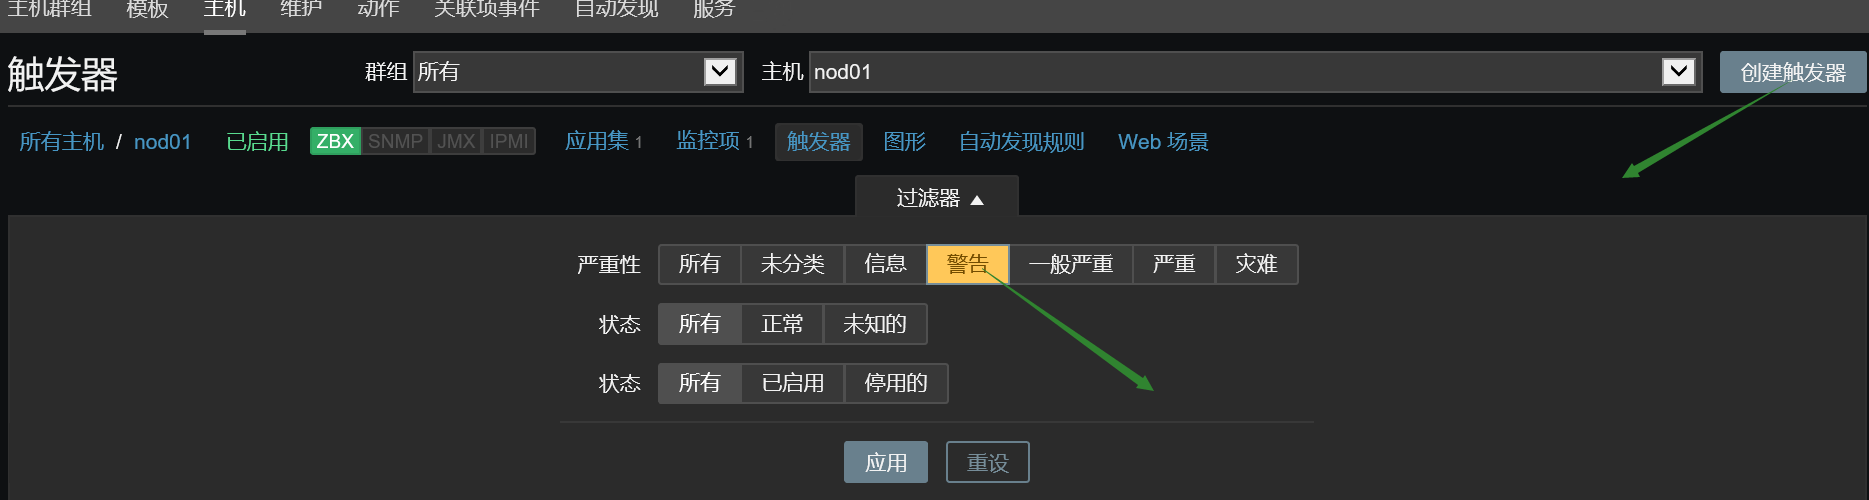 主机群组 模板 主机 维护 动作 关联项事件 自动发现 服务
触发器 群组 所有 主机 nod01 创建触发器
所有主机 / nod01 已启用 ZBX SNMP JMX IPMI 应用集 1 监控项 1 触发器 图形 自动发现规则 Web 场景
过滤器 ▲
严重性 所有 未分类 信息 警告 一般严重 严重 灾难
状态 所有 正常 未知的
状态 所有 已启用 停用的
应用 重设